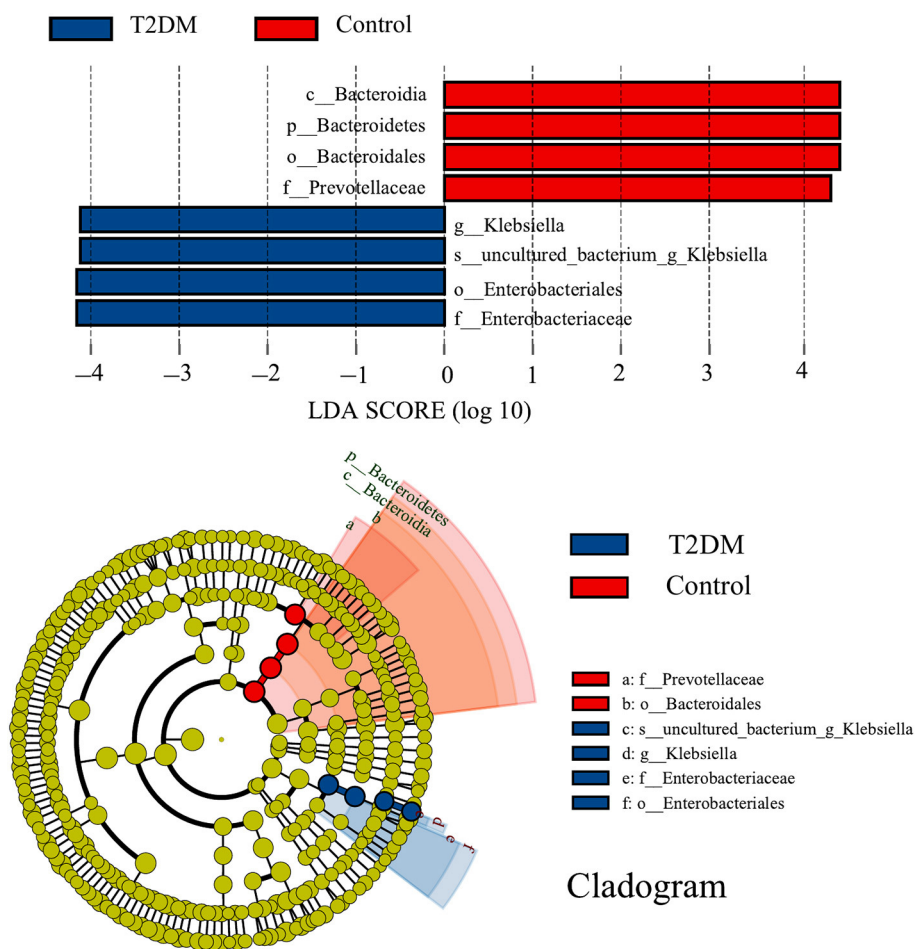 T2DM Control
c__Bacteroidia
p__Bacteroidetes
o__Bacteroidales
f__Prevotellaceae
g__Klebsiella
s__uncultured_bacterium_g_Klebsiella
o__Enterobacteriales
f__Enterobacteriaceae
–4 –3 –2 –1 0 1 2 3 4
LDA SCORE (log 10)
p__Bacteroidetes
c__Bacteroidia
b
a
T2DM
Control
a: f__Prevotellaceae
b: o__Bacteroidales
c: s__uncultured_bacterium_g_Klebsiella
d: g__Klebsiella
e: f__Enterobacteriaceae
f: o__Enterobacteriales
d
e
f
Cladogram